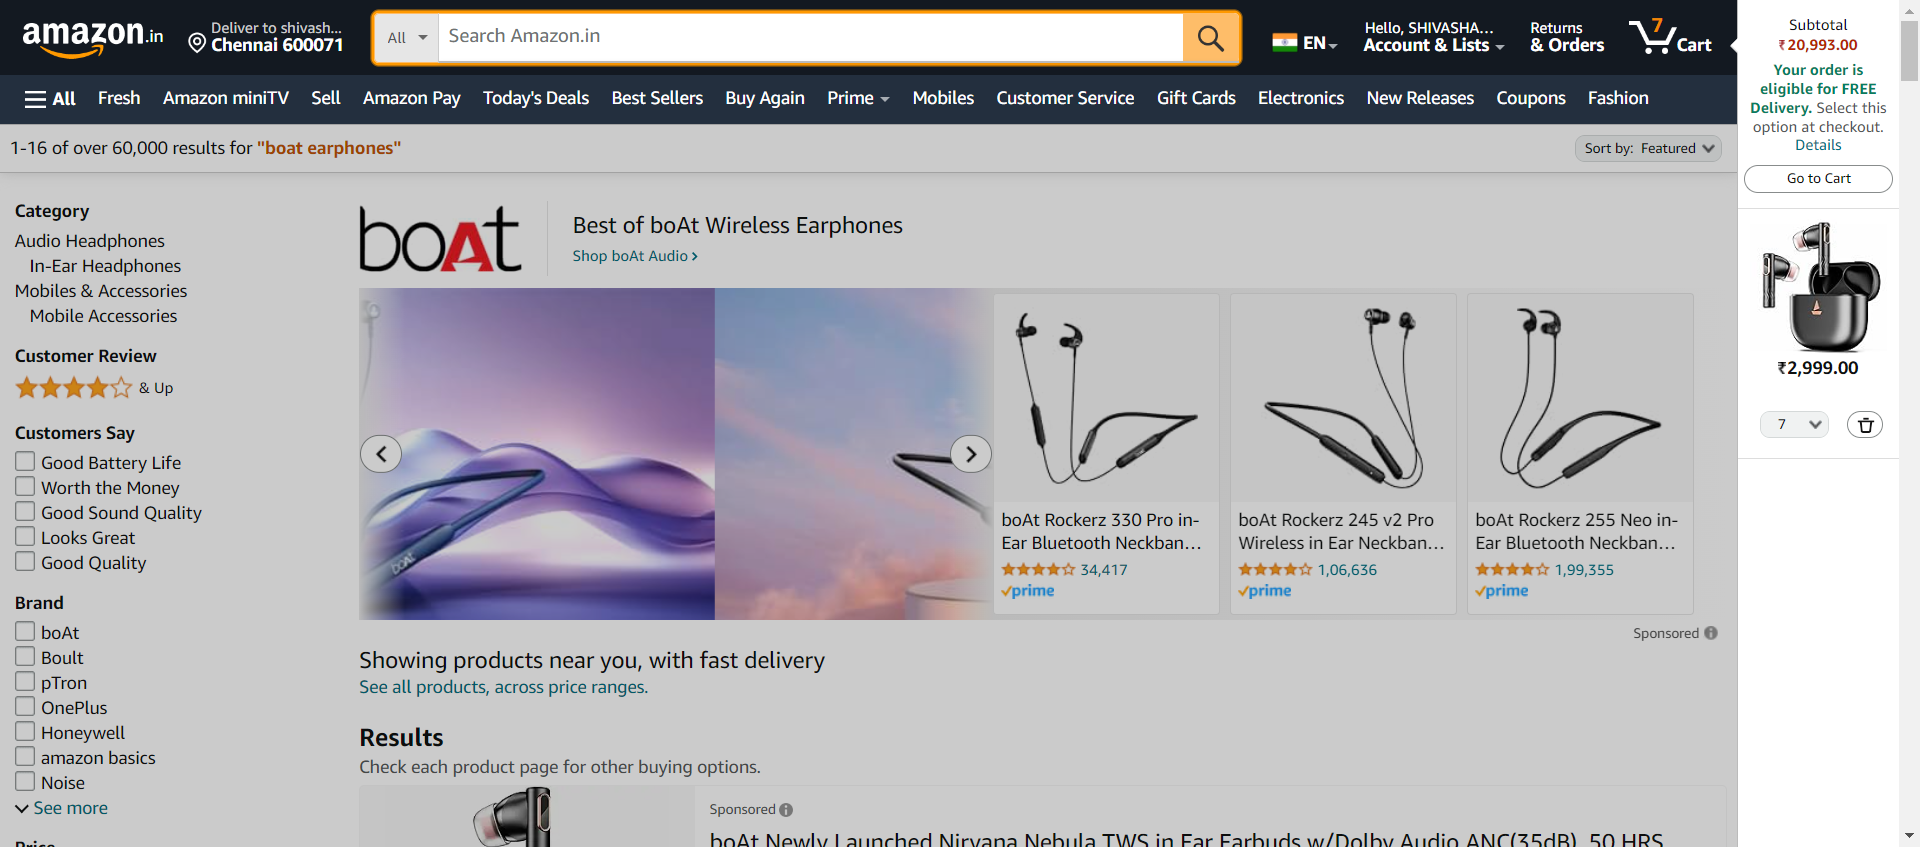 amazon.in
Deliver to shivash...
Chennai 600071
All
Search Amazon.in
EN
Hello, SHIVASHA...
Account & Lists
Returns
& Orders
7
Cart
All
Fresh
Amazon miniTV
Sell
Amazon Pay
Today's Deals
Best Sellers
Buy Again
Prime
Mobiles
Customer Service
Gift Cards
Electronics
New Releases
Coupons
Fashion
1-16 of over 60,000 results for "boat earphones"
Sort by: Featured
Category
Audio Headphones
In-Ear Headphones
Mobiles & Accessories
Mobile Accessories
Customer Review
& Up
Customers Say
Good Battery Life
Worth the Money
Good Sound Quality
Looks Great
Good Quality
Brand
boAt
Boult
pTron
OnePlus
Honeywell
amazon basics
Noise
See more
Price
boAt
Best of boAt Wireless Earphones
Shop boAt Audio ›
boAt
boAt Rockerz 330 Pro in-
Ear Bluetooth Neckban...
34,417
prime
boAt Rockerz 245 v2 Pro
Wireless in Ear Neckban...
1,06,636
prime
boAt Rockerz 255 Neo in-
Ear Bluetooth Neckban...
1,99,355
prime
Sponsored
Showing products near you, with fast delivery
See all products, across price ranges.
Results
Check each product page for other buying options.
Sponsored
boAt Newly Launched Nirvana Nebula TWS in Ear Earbuds w/Dolby Audio ANC(35dB), 50 HRS
Subtotal
₹20,993.00
Your order is
eligible for FREE
Delivery. Select this
option at checkout.
Details
Go to Cart
₹2,999.00
7